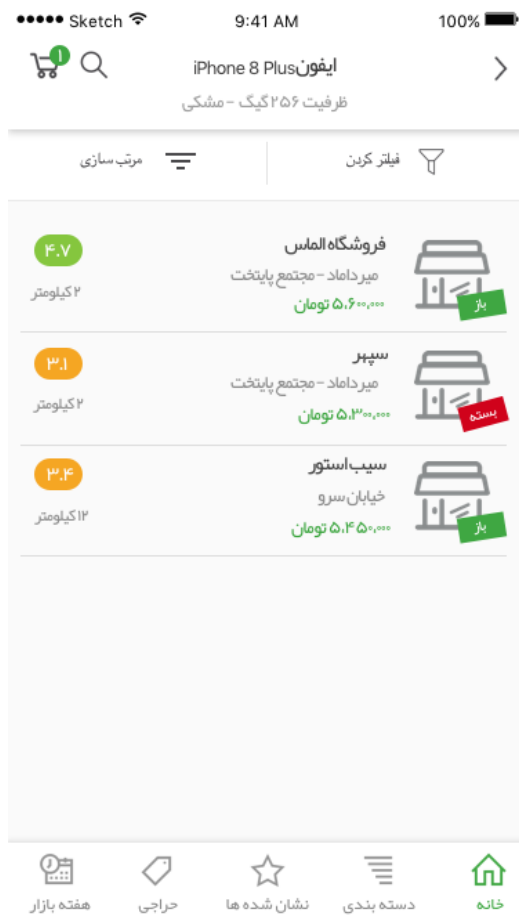 Sketch 9:41 AM 100%
۱
ایفون iPhone 8 Plus
ظرفیت ۲۵۶ گیگ - مشکی
فیلتر کردن
مرتب سازی
فروشگاه الماس
۴.۷
میرداماد - مجتمع پایتخت
۲ کیلومتر
۵,۶۰۰,۰۰۰ تومان
باز
سپهر
۳.۱
میرداماد - مجتمع پایتخت
۲ کیلومتر
۵,۳۰۰,۰۰۰ تومان
بسته
سیب استور
۳.۴
خیابان سرو
۱۲ کیلومتر
۵,۴۵۰,۰۰۰ تومان
باز
خانه
دسته بندی
نشان شده ها
حراجی
هفته بازار